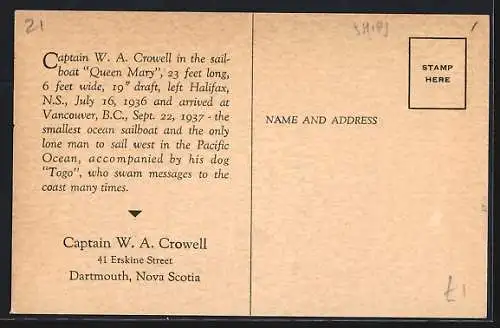 21
SHIPS
Captain W. A. Crowell in the sail-
boat "Queen Mary", 23 feet long,
6 feet wide, 19" draft, left Halifax,
N.S., July 16, 1936 and arrived at
Vancouver, B.C., Sept. 22, 1937 - the
smallest ocean sailboat and the only
lone man to sail west in the Pacific
Ocean, accompanied by his dog
"Togo", who swam messages to the
coast many times.
Captain W. A. Crowell
41 Erskine Street
Dartmouth, Nova Scotia
STAMP
HERE
NAME AND ADDRESS
£1